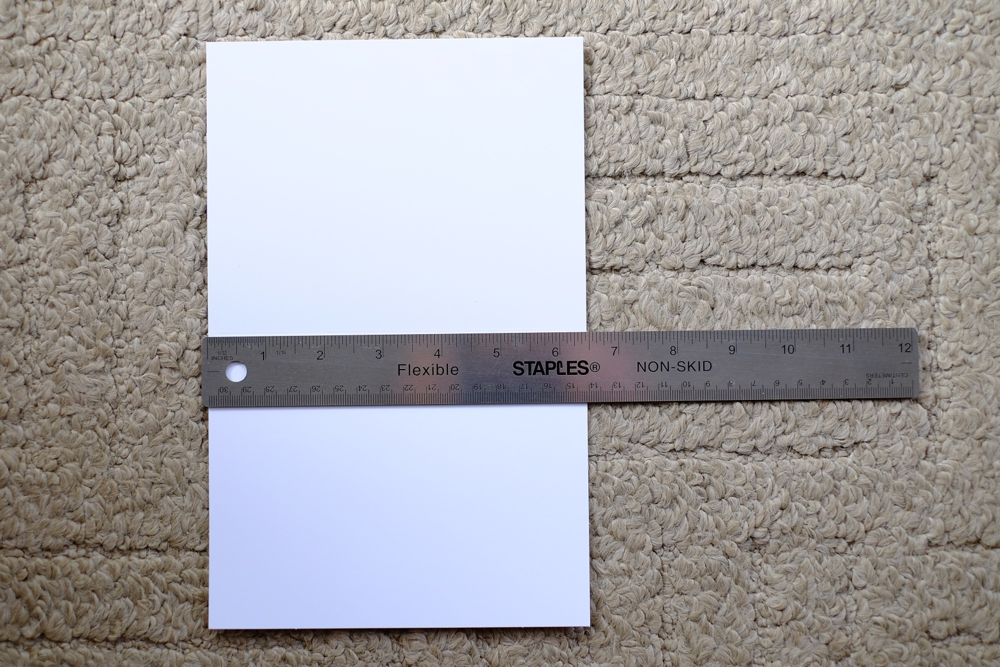 1 2 3 4 5 6 7 8 9 10 11 12
1/32 1/16
INCHES
Flexible STAPLES® NON-SKID
CENTIMETERS
30 29 28 27 26 25 24 23 22 21 20 19 18 17 16 15 14 13 12 11 10 9 8 7 6 5 4 3 2 1